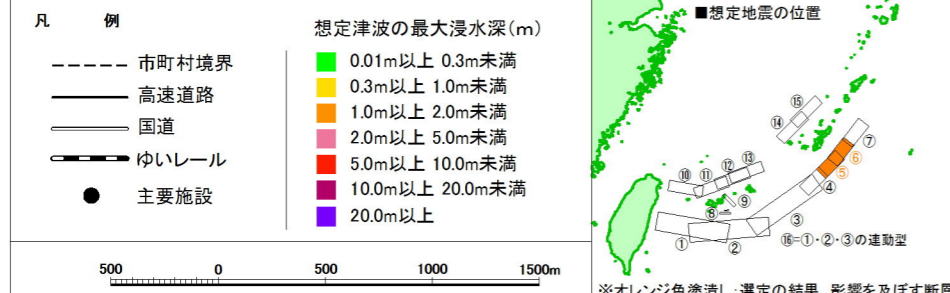 凡 例
市町村境界
高速道路
国道
ゆいレール
主要施設
想定津波の最大浸水深(m)
0.01m以上 0.3m未満
0.3m以上 1.0m未満
1.0m以上 2.0m未満
2.0m以上 5.0m未満
5.0m以上 10.0m未満
10.0m以上 20.0m未満
20.0m以上
500 0 500 1000 1500m
■想定地震の位置
⑮
⑭
⑦
⑥
⑤
④
⑬
⑫
⑪
⑩
⑨
⑧
③
②
①
⑯=①・②・③の連動型
※オレンジ色塗潰し:選定の結果、影響を及ぼす断層